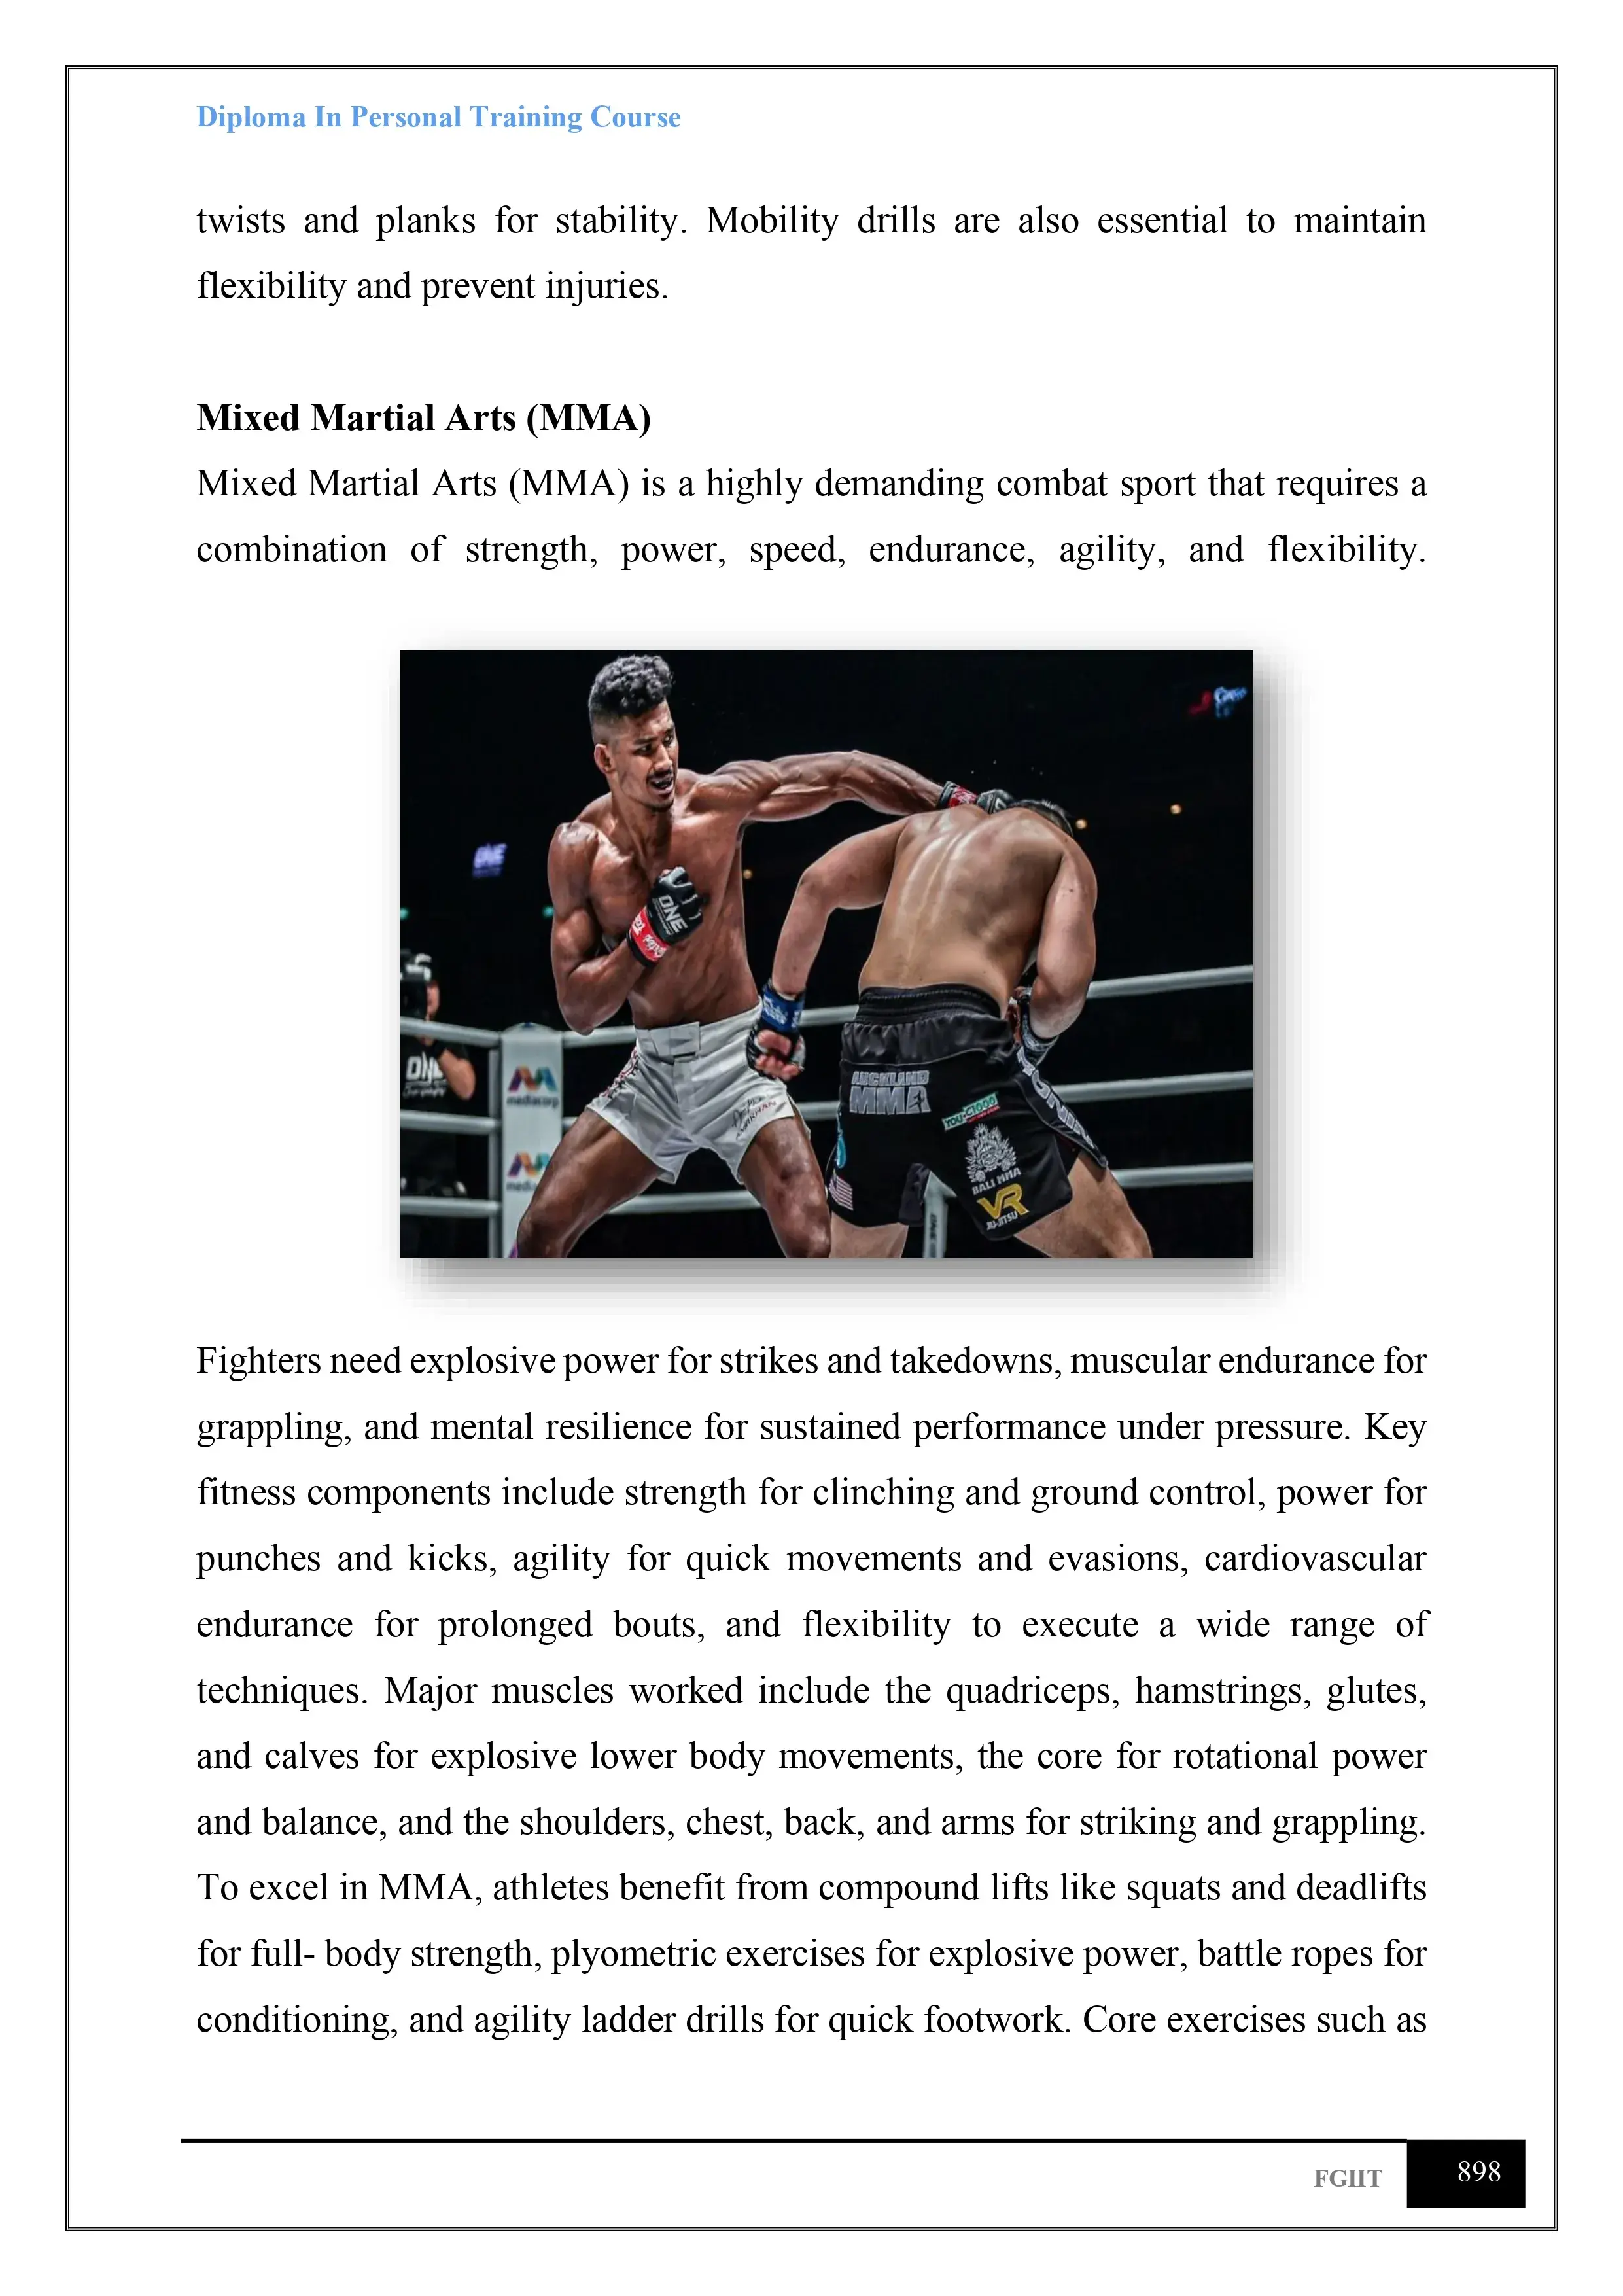 Diploma In Personal Training Course
twists and planks for stability. Mobility drills are also essential to maintain
flexibility and prevent injuries.
Mixed Martial Arts (MMA)
Mixed Martial Arts (MMA) is a highly demanding combat sport that requires a
combination of strength, power, speed, endurance, agility, and flexibility.
ONE
ONE
ONE
mediacorp
AUCKLAND
MMA
YOU-C1000
BALI MMA
VR
JIU-JITSU
Fighters need explosive power for strikes and takedowns, muscular endurance for
grappling, and mental resilience for sustained performance under pressure. Key
fitness components include strength for clinching and ground control, power for
punches and kicks, agility for quick movements and evasions, cardiovascular
endurance for prolonged bouts, and flexibility to execute a wide range of
techniques. Major muscles worked include the quadriceps, hamstrings, glutes,
and calves for explosive lower body movements, the core for rotational power
and balance, and the shoulders, chest, back, and arms for striking and grappling.
To excel in MMA, athletes benefit from compound lifts like squats and deadlifts
for full- body strength, plyometric exercises for explosive power, battle ropes for
conditioning, and agility ladder drills for quick footwork. Core exercises such as
FGIIT
898